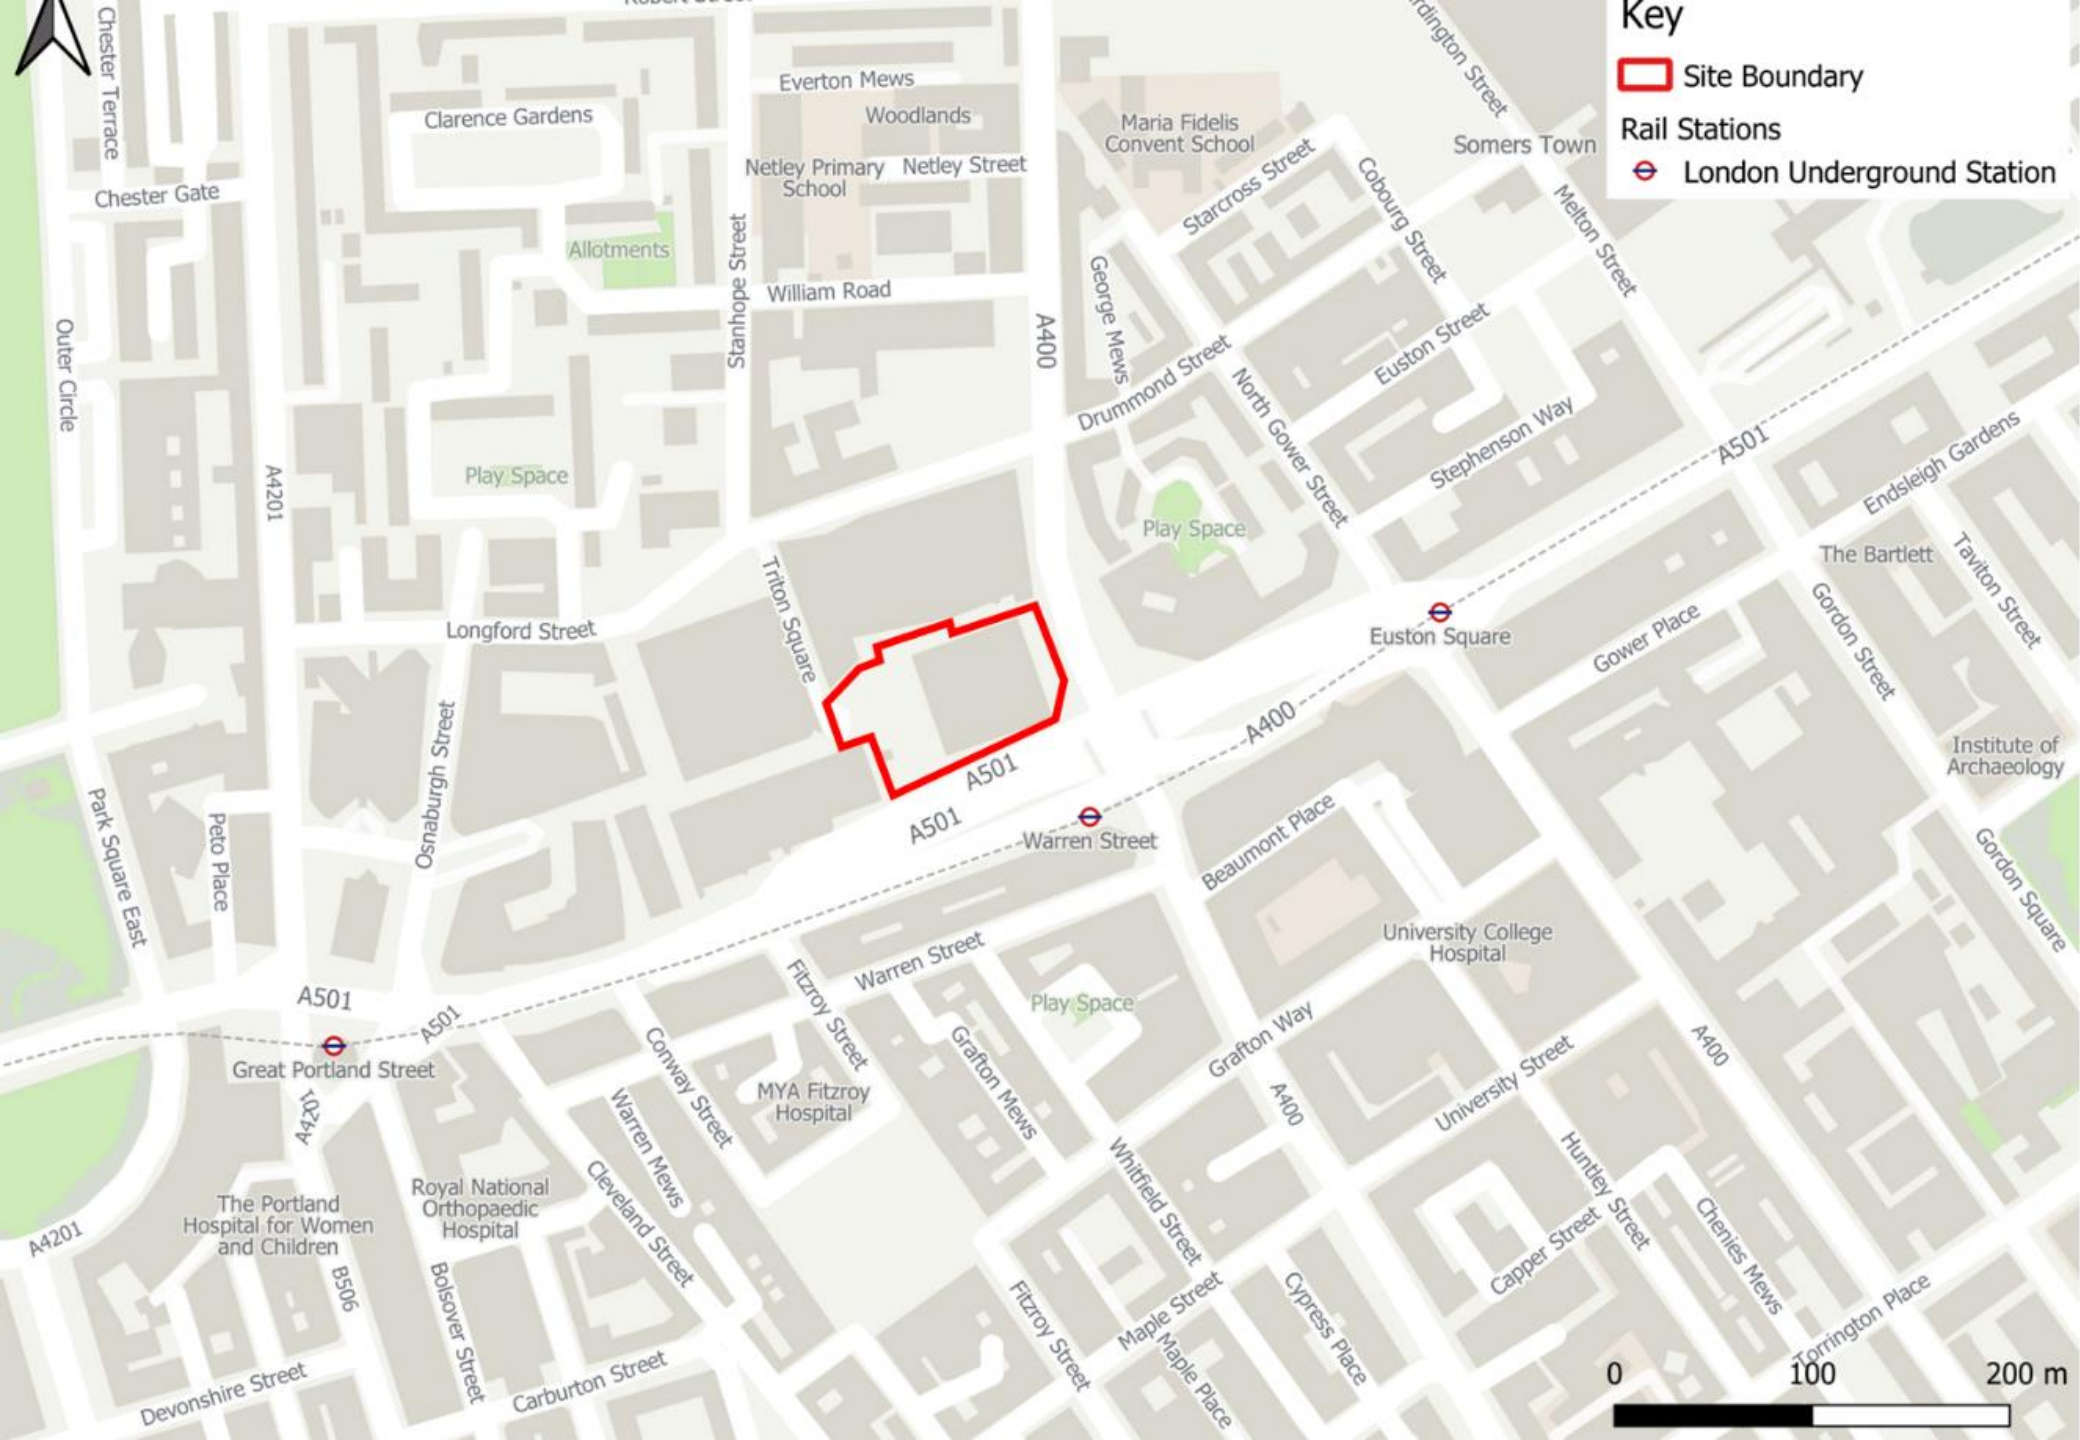 Key
Site Boundary
Rail Stations
London Underground Station
Chester Terrace
Everton Mews
Clarence Gardens
Woodlands
Maria Fidelis
Convent School
Somers Town
Netley Primary
School
Netley Street
Starcross Street
Cobourg Street
Melton Street
Chester Gate
Allotments
Stanhope Street
William Road
George Mews
A400
Outer Circle
Euston Street
Drummond Street
North Gower Street
Stephenson Way
A501
Endsleigh Gardens
A4201
Play Space
Play Space
The Bartlett
Taviton Street
Triton Square
Longford Street
Euston Square
Gower Place
Gordon Street
Osnaburgh Street
A400
Institute of
Archaeology
A501
A501
Park Square East
Peto Place
Warren Street
Beaumont Place
Gordon Square
University College
Hospital
Warren Street
Fitzroy Street
Play Space
A501
A501
Great Portland Street
Conway Street
Grafton Mews
Grafton Way
A400
A400
University Street
MYA Fitzroy
Hospital
A4201
Warren Mews
Cleveland Street
Whitfield Street
Huntley Street
Royal National
Orthopaedic
Hospital
The Portland
Hospital for Women
and Children
A4201
Capper Street
Chenies Mews
B506
Bolsover Street
Fitzroy Street
Maple Street
Cypress Place
Torrington Place
Maple Place
Devonshire Street
Carburton Street
0
100
200 m